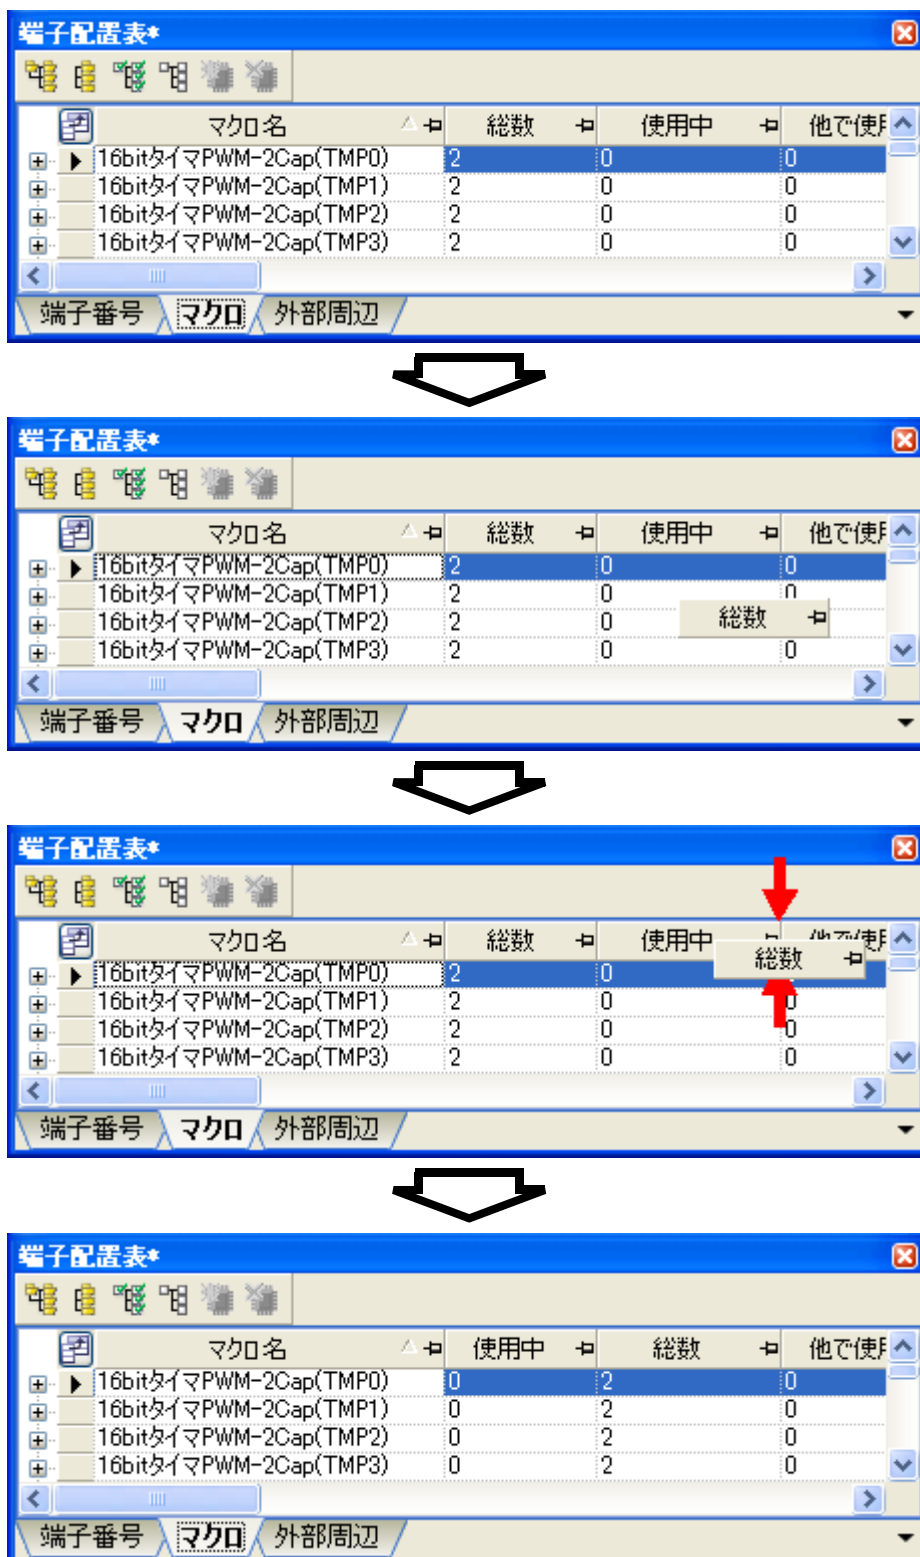 端子配置表*
マクロ名 総数 使用中 他で使用
16bitタイマPWM-2Cap(TMP0) 2 0 0
16bitタイマPWM-2Cap(TMP1) 2 0 0
16bitタイマPWM-2Cap(TMP2) 2 0 0
16bitタイマPWM-2Cap(TMP3) 2 0 0
端子番号 マクロ 外部周辺
端子配置表*
マクロ名 総数 使用中 他で使用
16bitタイマPWM-2Cap(TMP0) 2 0 0
16bitタイマPWM-2Cap(TMP1) 2 0 0
16bitタイマPWM-2Cap(TMP2) 2 0 総数
16bitタイマPWM-2Cap(TMP3) 2 0 0
端子番号 マクロ 外部周辺
端子配置表*
マクロ名 総数 使用中 他で使用
総数
16bitタイマPWM-2Cap(TMP0) 2 0
16bitタイマPWM-2Cap(TMP1) 2 0 0
16bitタイマPWM-2Cap(TMP2) 2 0 0
16bitタイマPWM-2Cap(TMP3) 2 0 0
端子番号 マクロ 外部周辺
端子配置表*
マクロ名 使用中 総数 他で使用
16bitタイマPWM-2Cap(TMP0) 0 2 0
16bitタイマPWM-2Cap(TMP1) 0 2 0
16bitタイマPWM-2Cap(TMP2) 0 2 0
16bitタイマPWM-2Cap(TMP3) 0 2 0
端子番号 マクロ 外部周辺